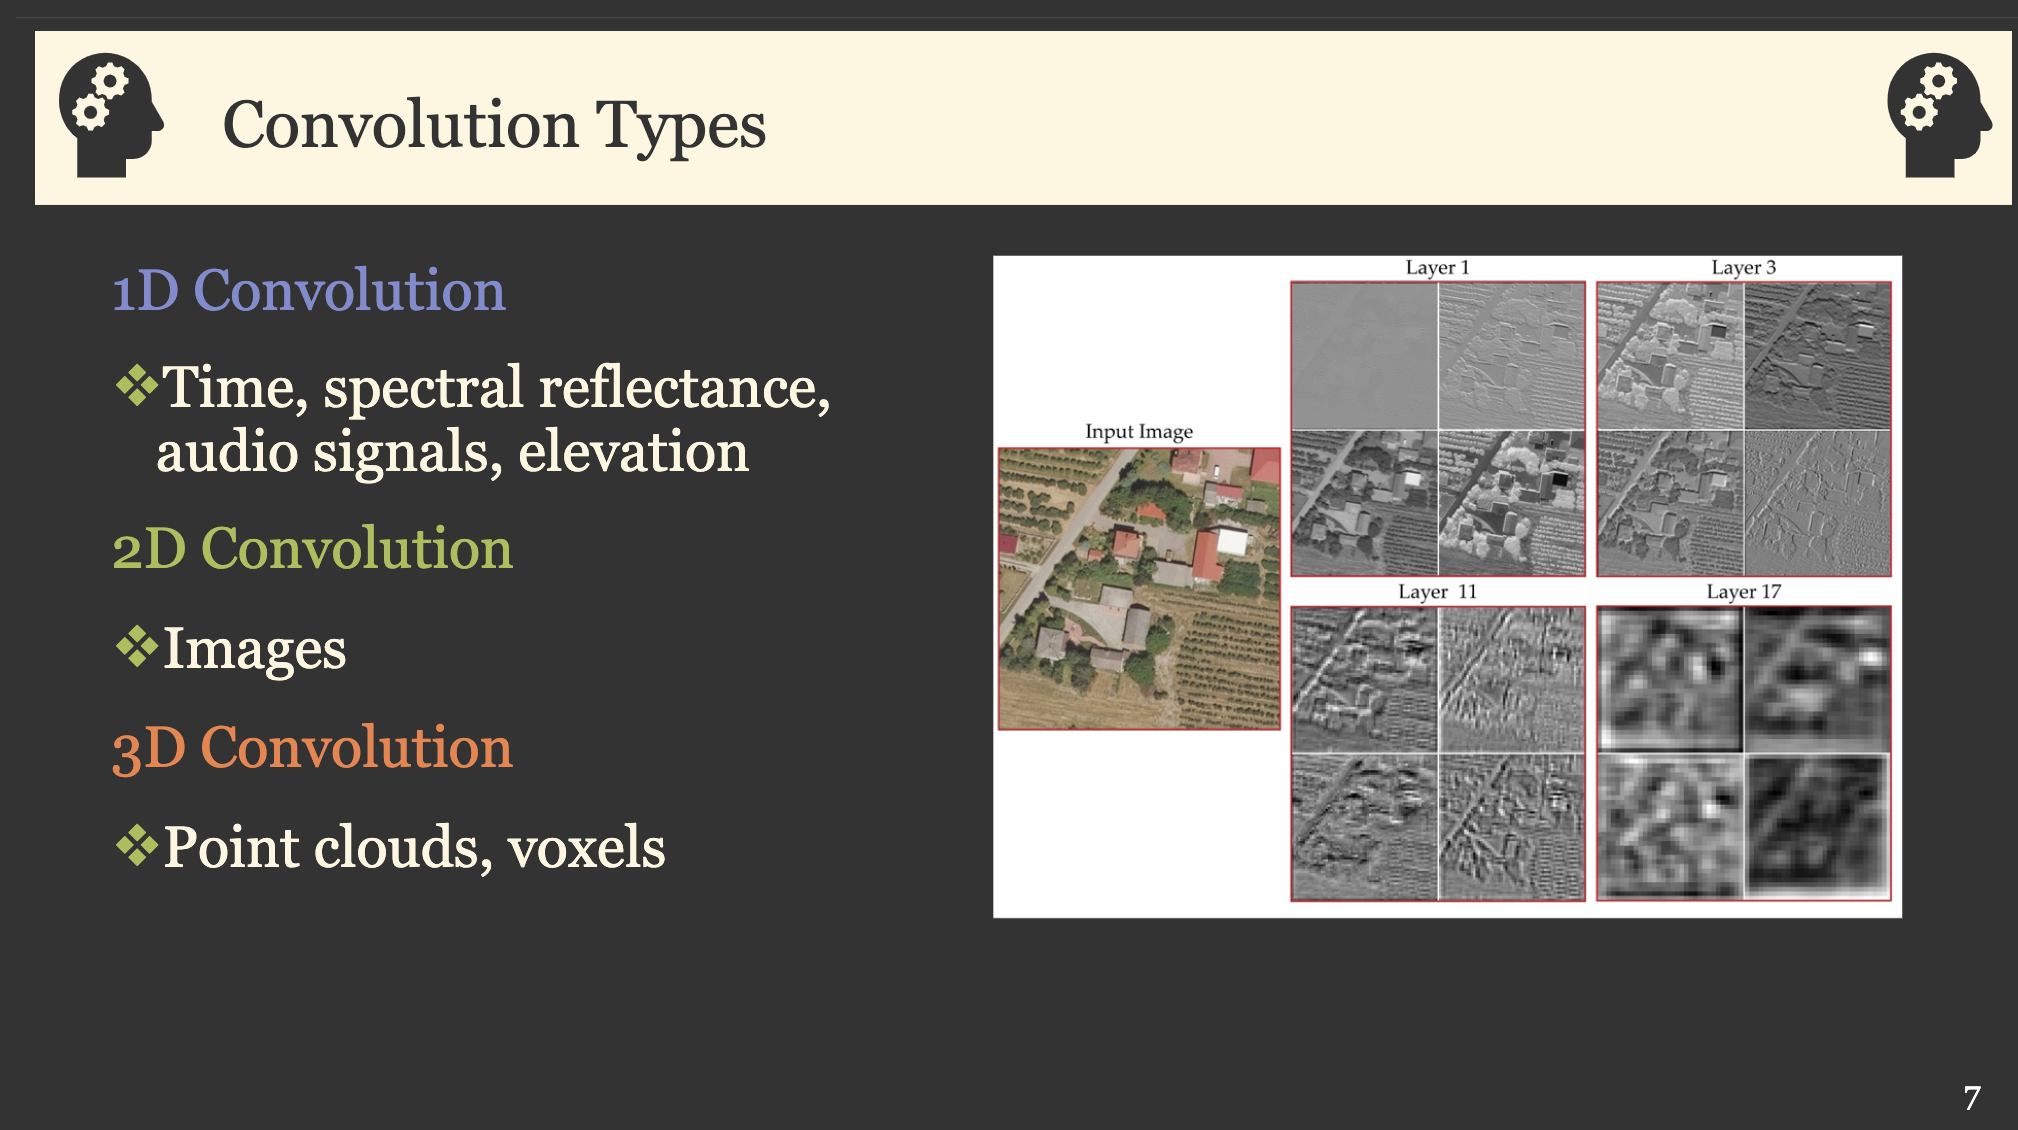 Convolution Types
1D Convolution
Time, spectral reflectance,
audio signals, elevation
2D Convolution
Images
3D Convolution
Point clouds, voxels
Input Image
Layer 1
Layer 3
Layer 11
Layer 17
7